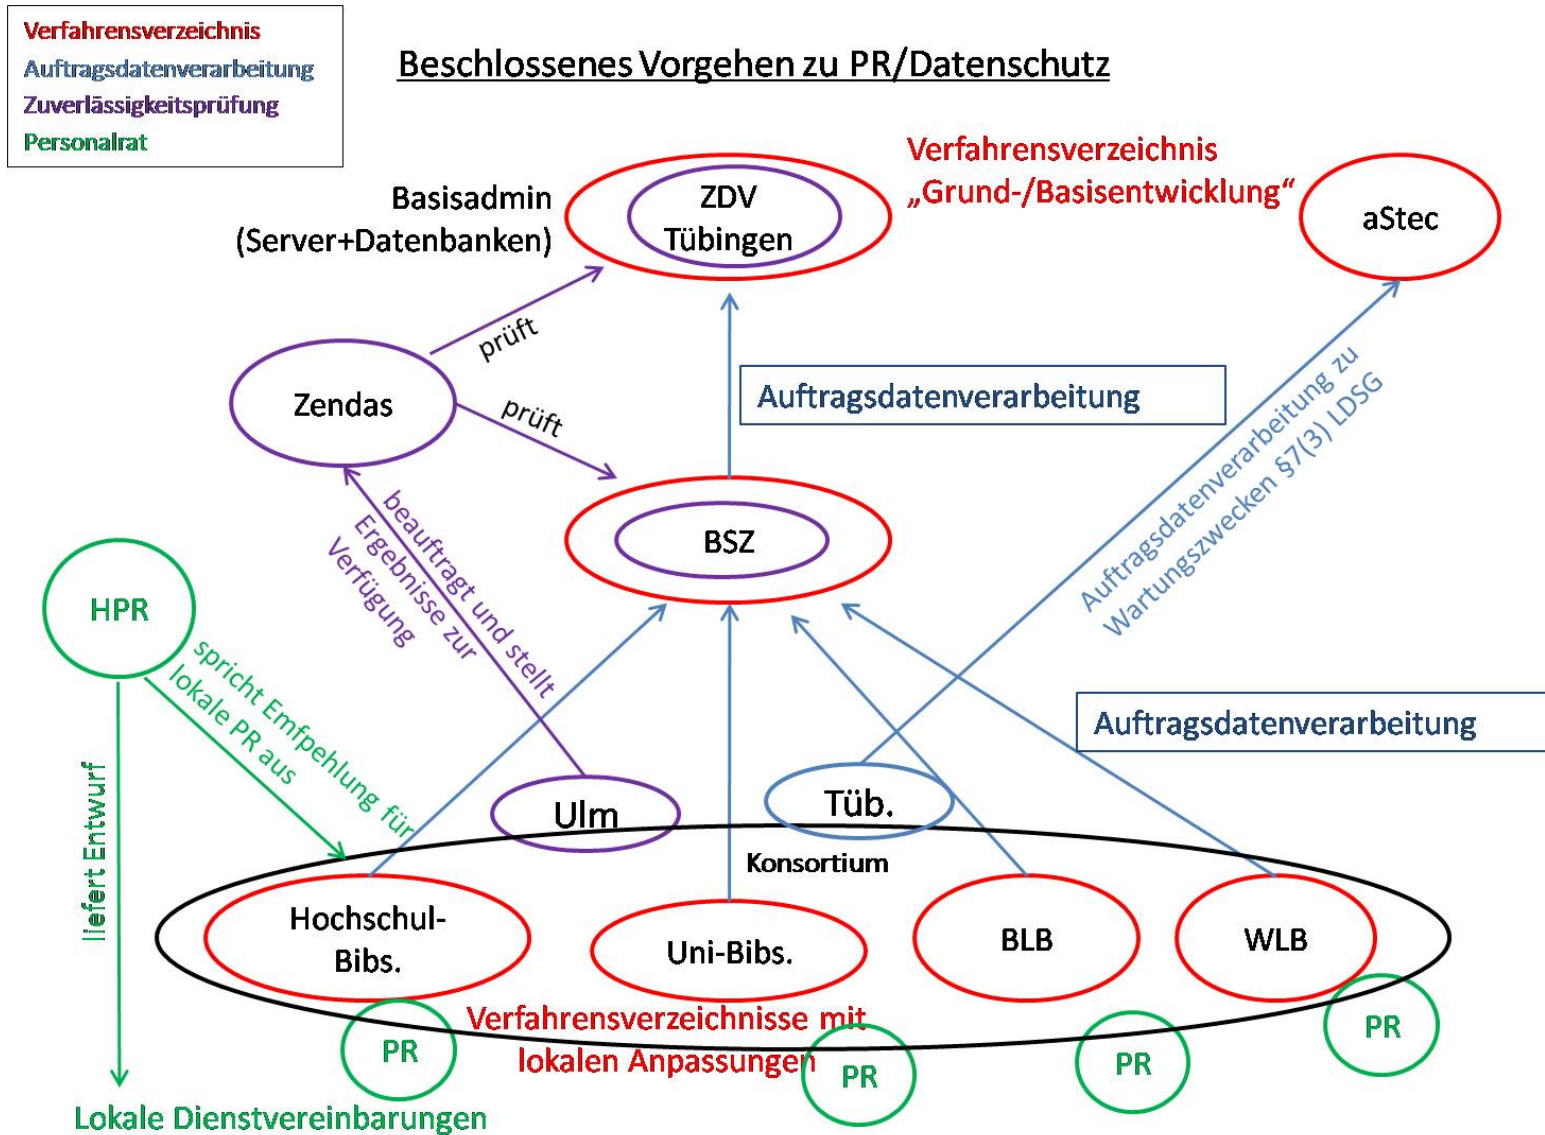 Verfahrensverzeichnis
Auftragsdatenverarbeitung
Zuverlässigkeitsprüfung
Personalrat
Beschlossenes Vorgehen zu PR/Datenschutz
Basisadmin
(Server+Datenbanken)
ZDV
Tübingen
Verfahrensverzeichnis
„Grund-/Basisentwicklung“
aStec
prüft
Zendas
prüft
Auftragsdatenverarbeitung
Auftragsdatenverarbeitung zu
Wartungszwecken §7(3) LDSG
BSZ
beauftragt und stellt
Ergebnisse zur
Verfügung
HPR
spricht Emfpehlung für
lokale PR aus
liefert Entwurf
Auftragsdatenverarbeitung
Ulm
Tüb.
Konsortium
Hochschul-
Bibs.
Uni-Bibs.
BLB
WLB
Verfahrensverzeichnisse mit
lokalen Anpassungen
PR
PR
PR
PR
Lokale Dienstvereinbarungen